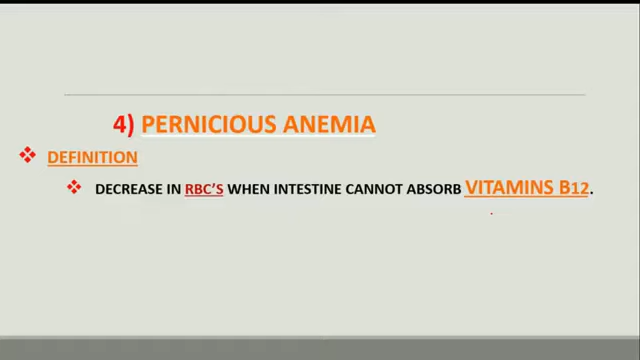 4) PERNICIOUS ANEMIA
DEFINITION
DECREASE IN RBC'S WHEN INTESTINE CANNOT ABSORB VITAMINS B12.